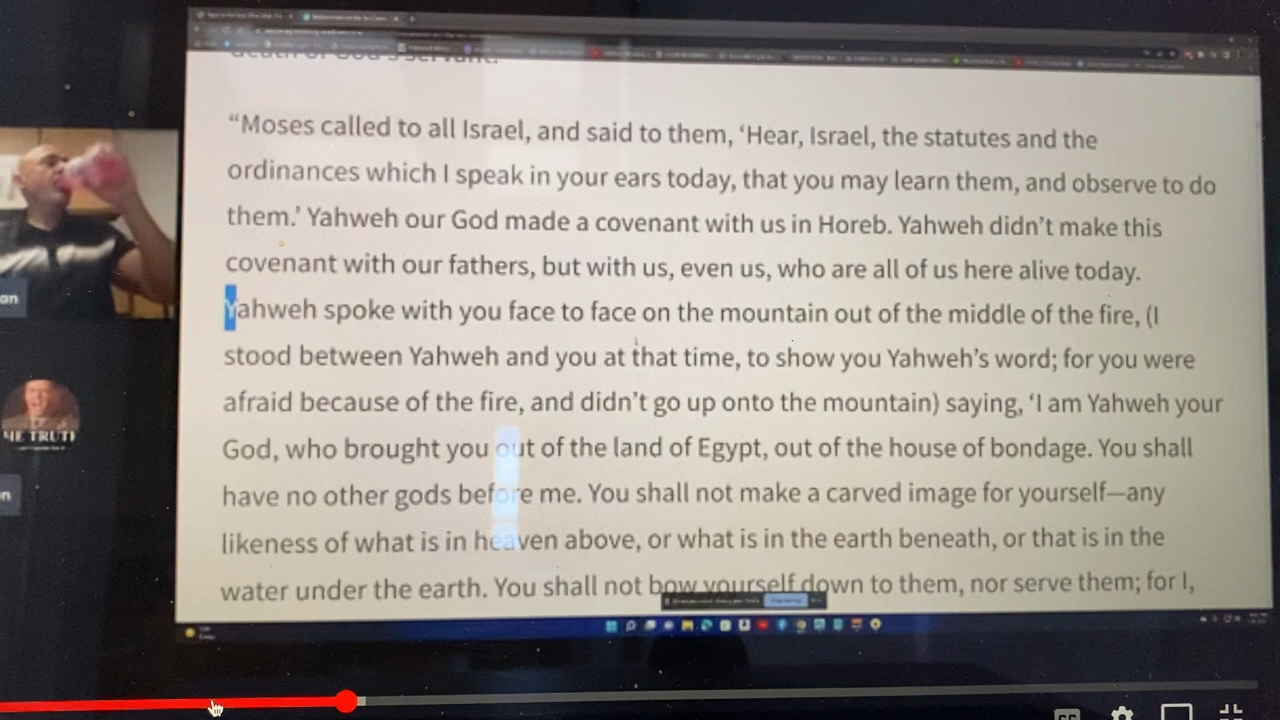 death of God's servant.
“Moses called to all Israel, and said to them, ‘Hear, Israel, the statutes and the
ordinances which I speak in your ears today, that you may learn them, and observe to do
them.’ Yahweh our God made a covenant with us in Horeb. Yahweh didn’t make this
covenant with our fathers, but with us, even us, who are all of us here alive today.
Yahweh spoke with you face to face on the mountain out of the middle of the fire, (I
stood between Yahweh and you at that time, to show you Yahweh’s word; for you were
afraid because of the fire, and didn’t go up onto the mountain) saying, ‘I am Yahweh your
God, who brought you out of the land of Egypt, out of the house of bondage. You shall
have no other gods before me. You shall not make a carved image for yourself—any
likeness of what is in heaven above, or what is in the earth beneath, or that is in the
water under the earth. You shall not bow yourself down to them, nor serve them; for I,
an
HE TRUTH
n
CC